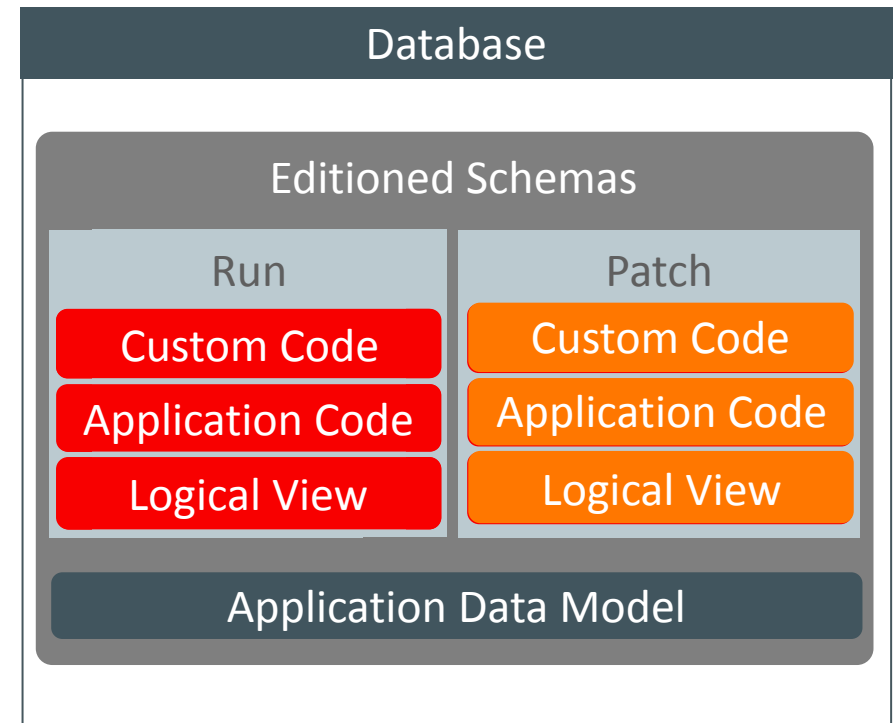 Database
Editioned Schemas
Run
Patch
Custom Code
Custom Code
Application Code
Application Code
Logical View
Logical View
Application Data Model